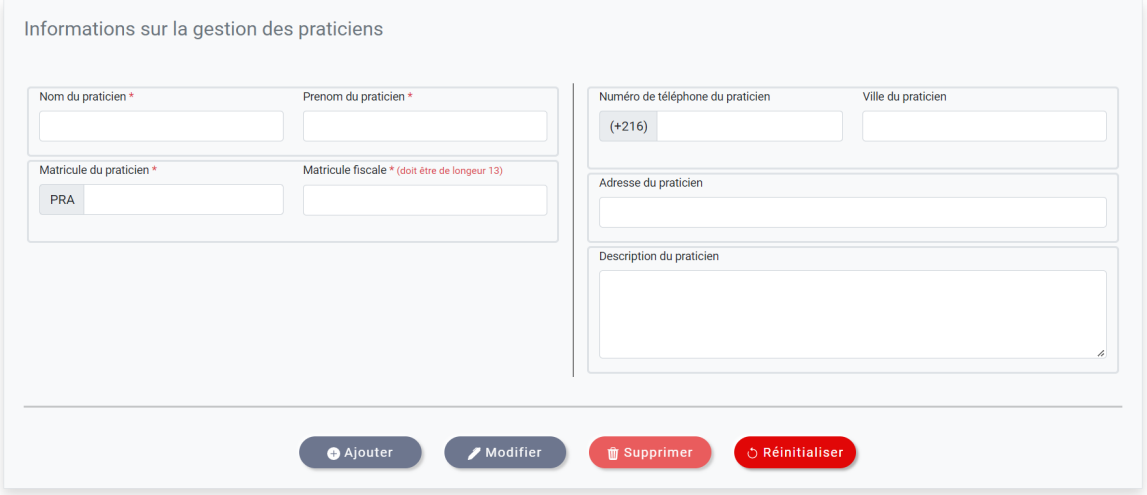 Informations sur la gestion des praticiens
Nom du praticien *
Prenom du praticien *
Matricule du praticien *
PRA
Matricule fiscale * (doit être de longeur 13)
Numéro de téléphone du praticien
(+216)
Ville du praticien
Adresse du praticien
Description du praticien
Ajouter
Modifier
Supprimer
Réinitialiser